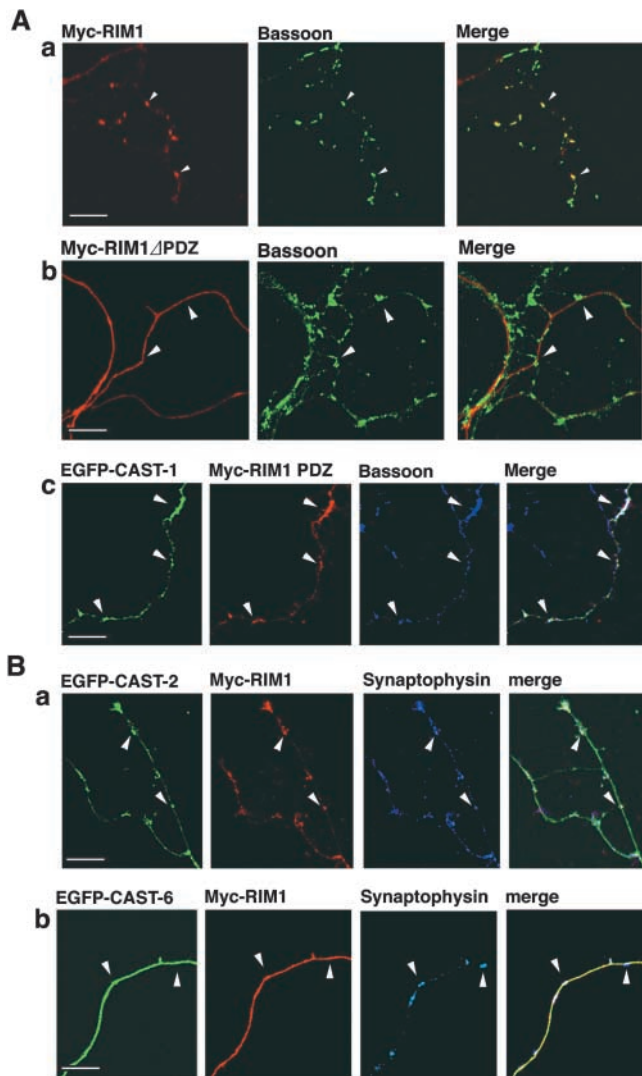 A
a
Myc-RIM1 Bassoon Merge
b
Myc-RIM1⊿PDZ Bassoon Merge
c
EGFP-CAST-1 Myc-RIM1 PDZ Bassoon Merge
B
a
EGFP-CAST-2 Myc-RIM1 Synaptophysin merge
b
EGFP-CAST-6 Myc-RIM1 Synaptophysin merge